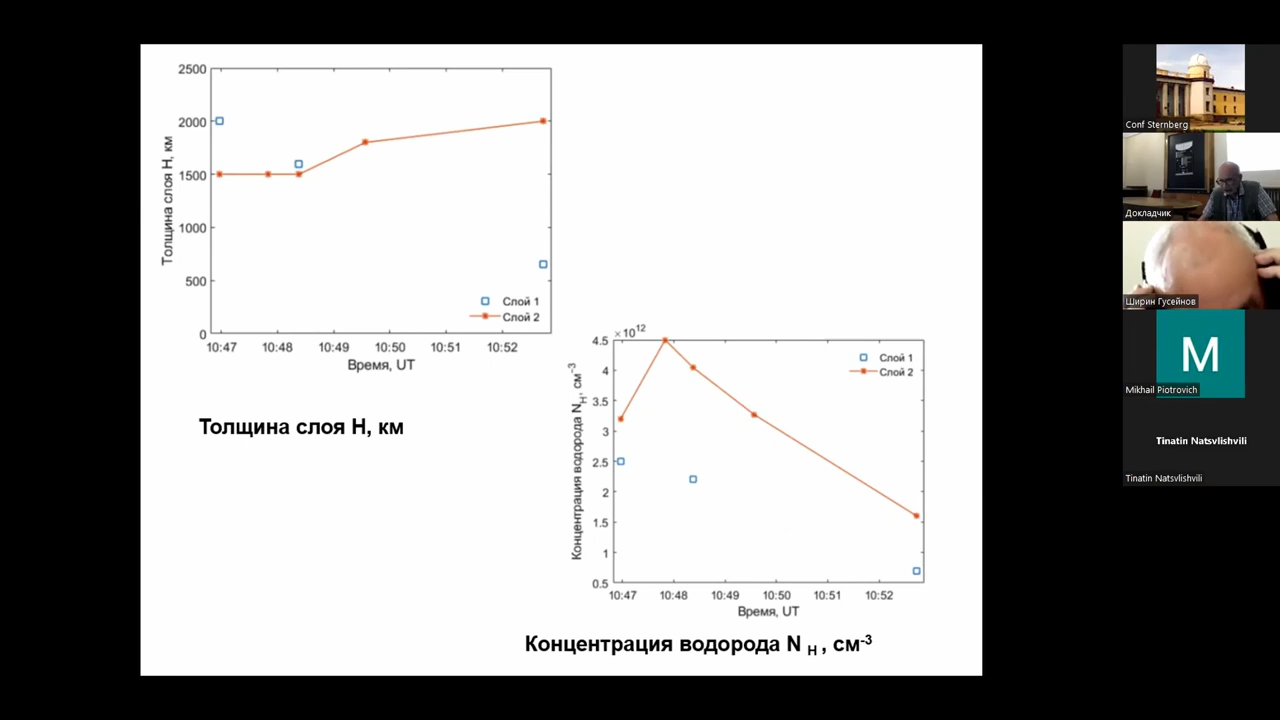 2500
2000
1500
1000
500
0
Толщина слоя H, км
10:47 10:48 10:49 10:50 10:51 10:52
Время, UT
Слой 1
Слой 2
Толщина слоя H, км
×10^12
4.5
4
3.5
3
2.5
2
1.5
1
0.5
Концентрация водорода N_H, см^-3
10:47 10:48 10:49 10:50 10:51 10:52
Время, UT
Слой 1
Слой 2
Концентрация водорода N_H, см^-3
Conf Sternberg
Докладчик
Ширин Гусейнов
M
Mikhail Piotrovich
Tinatin Natsvlishvili
Tinatin Natsvlishvili